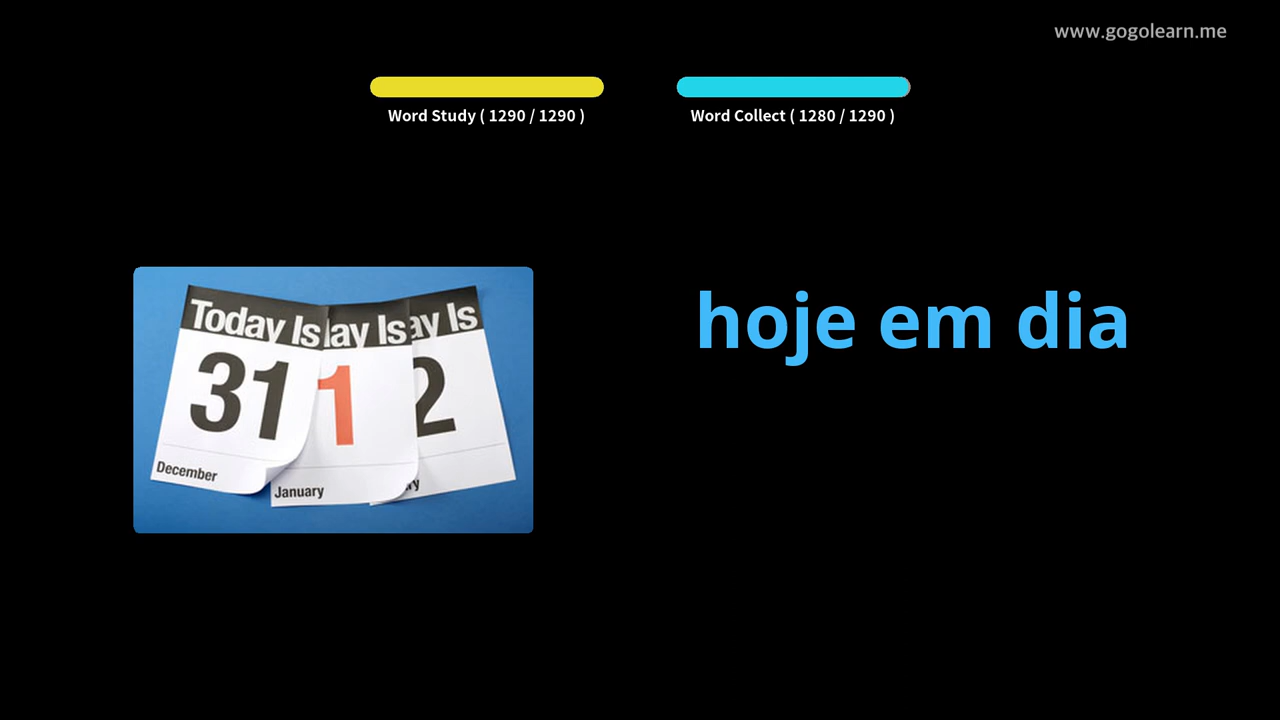 www.gogolearn.me
Word Study ( 1290 / 1290 )
Word Collect ( 1280 / 1290 )
hoje em dia
Today Is
31
December
ay Is
1
January
ay Is
2
ry